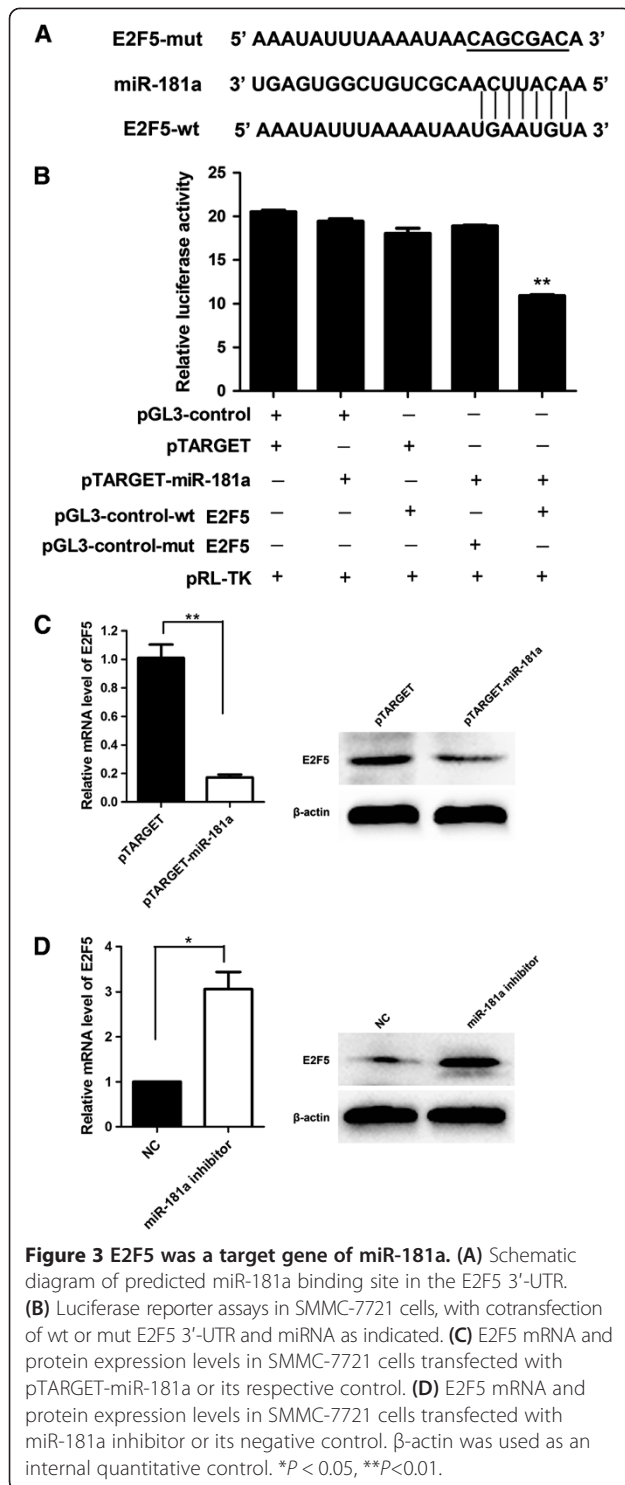 A
E2F5-mut 5′ AAAUAUUUAAAAUAACAGCGACA 3′
miR-181a 3′ UGAGUGGCUGUCGCAACUUACAA 5′
E2F5-wt 5′ AAAUAUUUAAAAUAAUGAAUGUA 3′
B
Relative luciferase activity
25
20
15
10
5
0
**
pGL3-control + + − − −
pTARGET + − + − −
pTARGET-miR-181a − + − + +
pGL3-control-wt E2F5 − − + − +
pGL3-control-mut E2F5 − − − + −
pRL-TK + + + + +
C
Relative mRNA level of E2F5
1.2
1.0
0.8
0.6
0.4
0.2
0.0
**
pTARGET
pTARGET-miR-181a
pTARGET
pTARGET-miR-181a
E2F5
β-actin
D
Relative mRNA level of E2F5
4
3
2
1
0
*
NC
miR-181a inhibitor
NC
miR-181a inhibitor
E2F5
β-actin
Figure 3 E2F5 was a target gene of miR-181a. (A) Schematic
diagram of predicted miR-181a binding site in the E2F5 3′-UTR.
(B) Luciferase reporter assays in SMMC-7721 cells, with cotransfection
of wt or mut E2F5 3′-UTR and miRNA as indicated. (C) E2F5 mRNA and
protein expression levels in SMMC-7721 cells transfected with
pTARGET-miR-181a or its respective control. (D) E2F5 mRNA and
protein expression levels in SMMC-7721 cells transfected with
miR-181a inhibitor or its negative control. β-actin was used as an
internal quantitative control. *P < 0.05, **P<0.01.